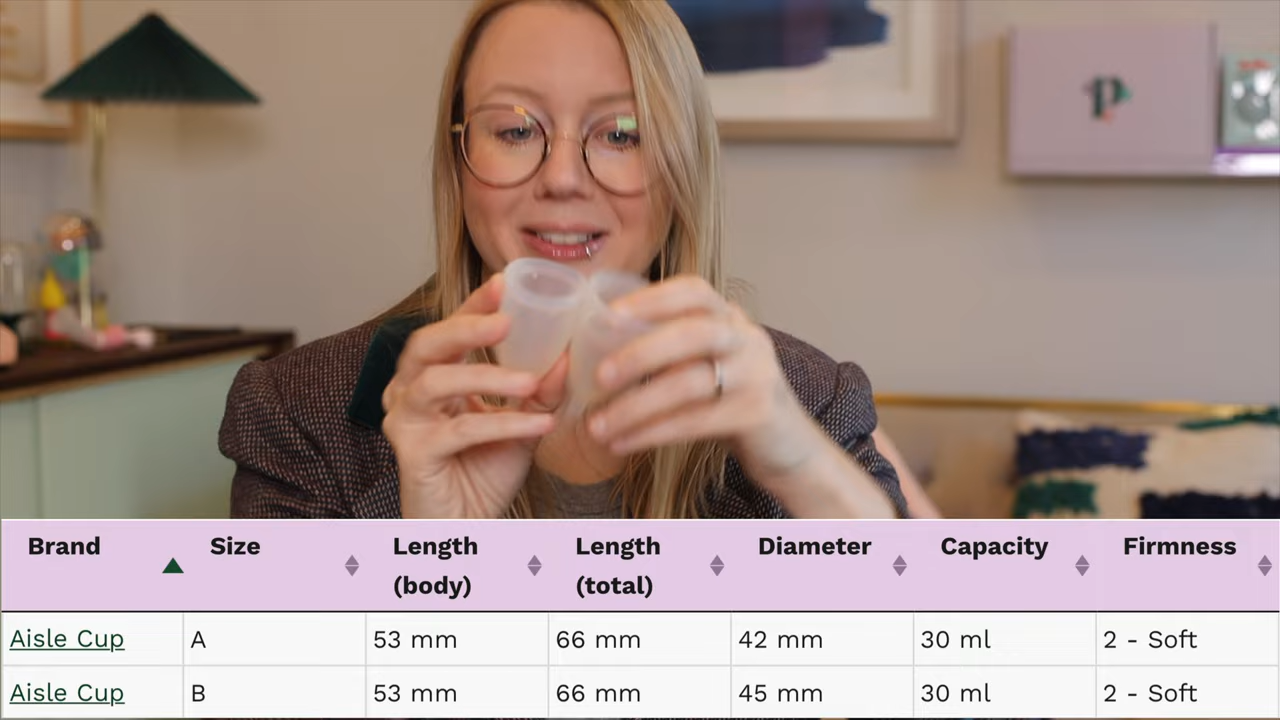 P
Brand Size Length (body) Length (total) Diameter Capacity Firmness
Aisle Cup A 53 mm 66 mm 42 mm 30 ml 2 - Soft
Aisle Cup B 53 mm 66 mm 45 mm 30 ml 2 - Soft